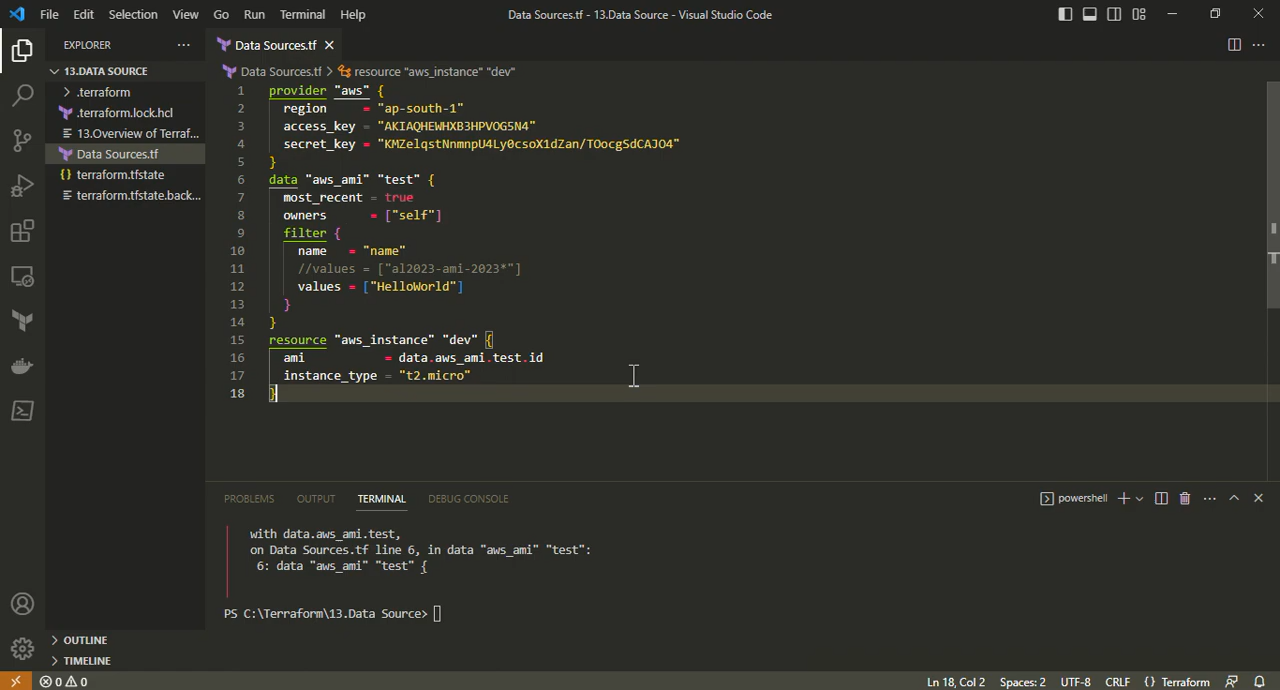 File Edit Selection View Go Run Terminal Help
Data Sources.tf - 13.Data Source - Visual Studio Code
EXPLORER
Data Sources.tf
13.DATA SOURCE
Data Sources.tf > resource "aws_instance" "dev"
.terraform
.terraform.lock.hcl
13.Overview of Terraf...
Data Sources.tf
terraform.tfstate
terraform.tfstate.back...
1 provider "aws" {
2 region = "ap-south-1"
3 access_key = "AKIAQHEWHXB3HPVOG5N4"
4 secret_key = "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"
5 }
6 data "aws_ami" "test" {
7 most_recent = true
8 owners = ["self"]
9 filter {
10 name = "name"
11 //values = ["al2023-ami-2023*"]
12 values = ["HelloWorld"]
13 }
14 }
15 resource "aws_instance" "dev" {
16 ami = data.aws_ami.test.id
17 instance_type = "t2.micro"
18 }
PROBLEMS OUTPUT TERMINAL DEBUG CONSOLE
powershell
with data.aws_ami.test,
on Data Sources.tf line 6, in data "aws_ami" "test":
6: data "aws_ami" "test" {
PS C:\Terraform\13.Data Source>
OUTLINE
TIMELINE
0 0
Ln 18, Col 2 Spaces: 2 UTF-8 CRLF {} Terraform